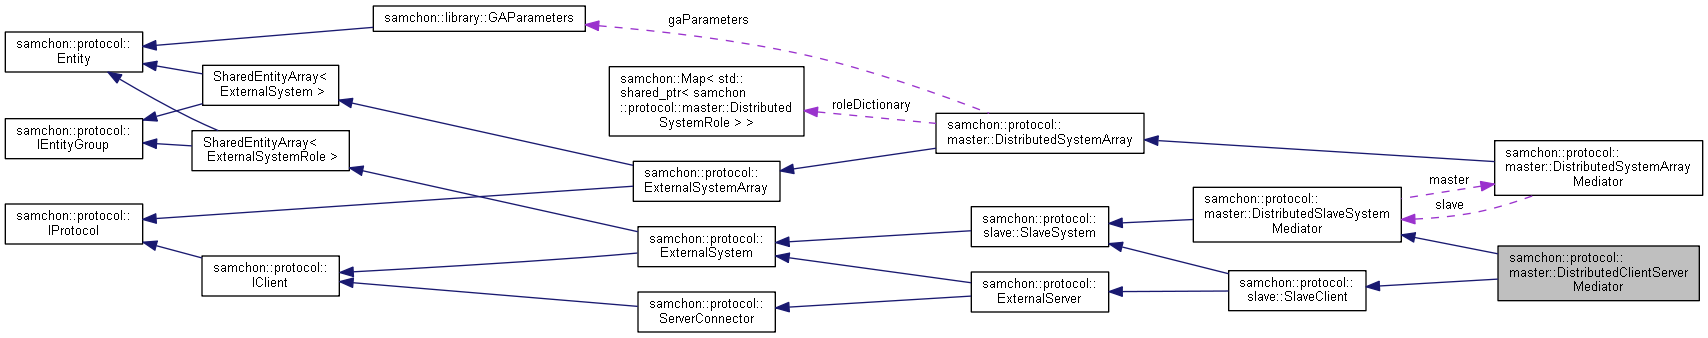 samchon::library::GAParameters
gaParameters
samchon::protocol::
Entity
SharedEntityArray<
ExternalSystem >
samchon::Map< std::
shared_ptr< samchon
::protocol::master::Distributed
SystemRole > >
roleDictionary
samchon::protocol::
master::DistributedSystemArray
samchon::protocol::
IEntityGroup
SharedEntityArray<
ExternalSystemRole >
samchon::protocol::
ExternalSystemArray
samchon::protocol::
master::DistributedSystemArray
Mediator
master
slave
samchon::protocol::
master::DistributedSlaveSystem
Mediator
samchon::protocol::
IProtocol
samchon::protocol::
slave::SlaveSystem
samchon::protocol::
ExternalSystem
samchon::protocol::
master::DistributedClientServer
Mediator
samchon::protocol::
IClient
samchon::protocol::
ExternalServer
samchon::protocol::
slave::SlaveClient
samchon::protocol::
ServerConnector